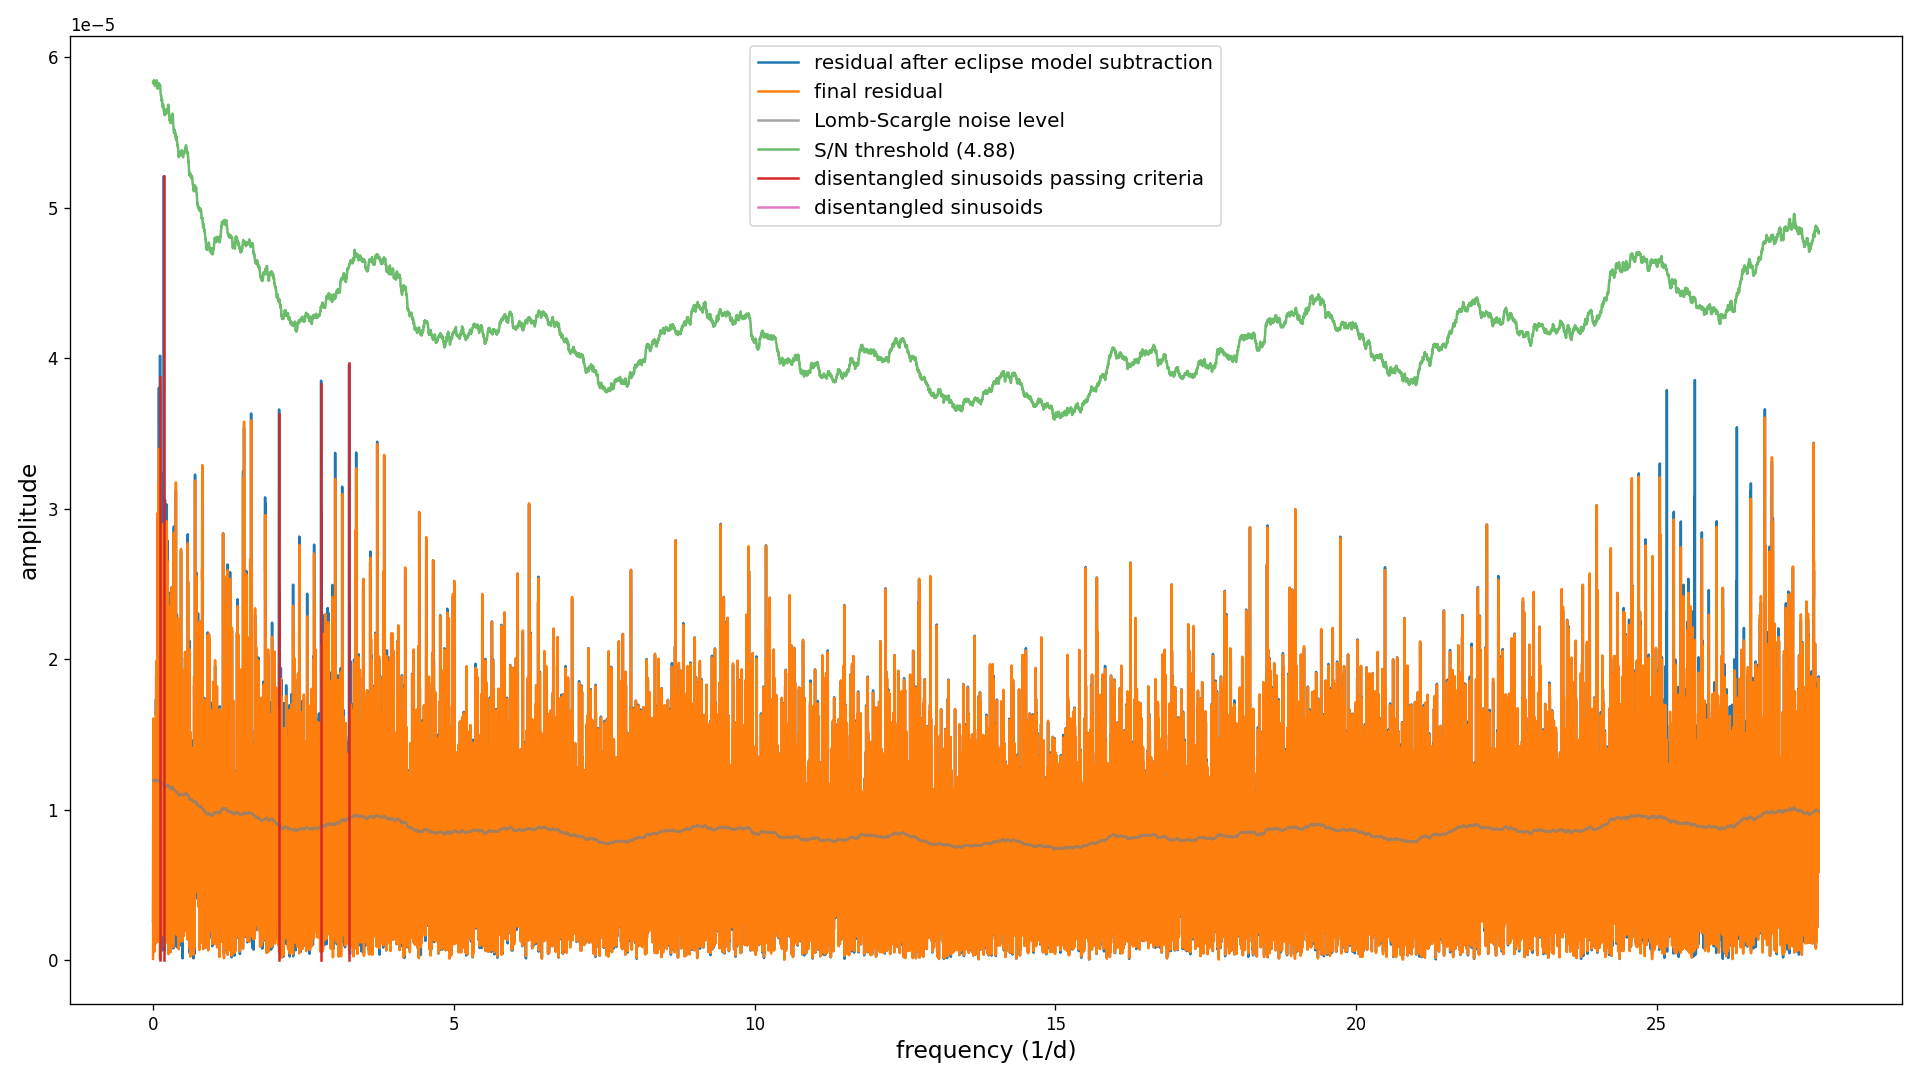 1e−5
residual after eclipse model subtraction
final residual
Lomb-Scargle noise level
S/N threshold (4.88)
disentangled sinusoids passing criteria
disentangled sinusoids
amplitude
6
5
4
3
2
1
0
0 5 10 15 20 25
frequency (1/d)